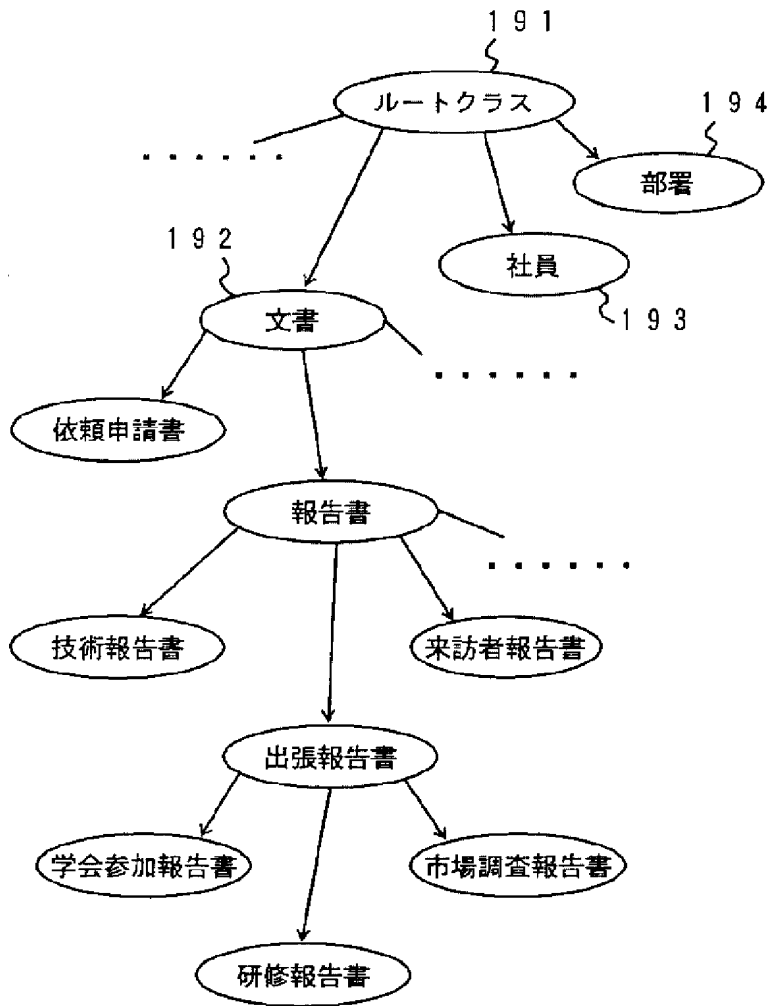 191
ルートクラス
194
部署
192
社員
文書
193
依頼申請書
報告書
技術報告書
来訪者報告書
出張報告書
学会参加報告書
市場調査報告書
研修報告書